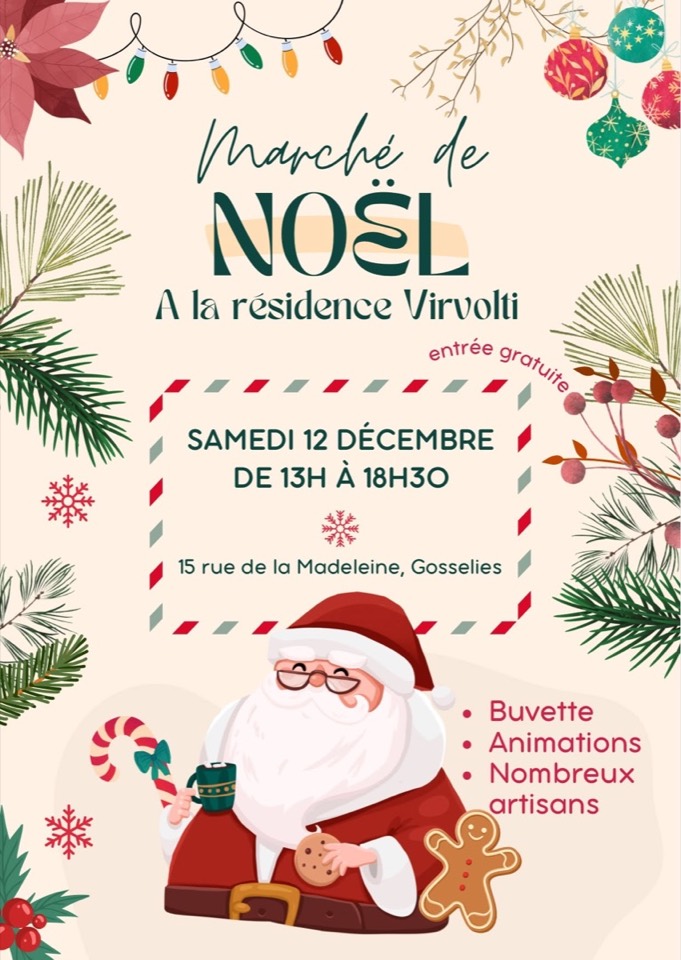 Marché de
NOËL
A la résidence Virvolti
entrée gratuite
SAMEDI 12 DÉCEMBRE
DE 13H À 18H30
15 rue de la Madeleine, Gosselies
• Buvette
• Animations
• Nombreux
artisans